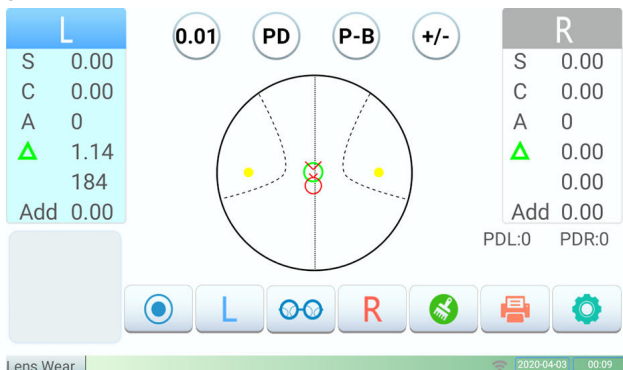 L
0.01
PD
P-B
+/-
R
S 0.00
C 0.00
A 0
1.14
184
Add 0.00
S 0.00
C 0.00
A 0
0.00
0.00
Add 0.00
PDL:0 PDR:0
L
R
Lens Wear
2020-04-03
00:09